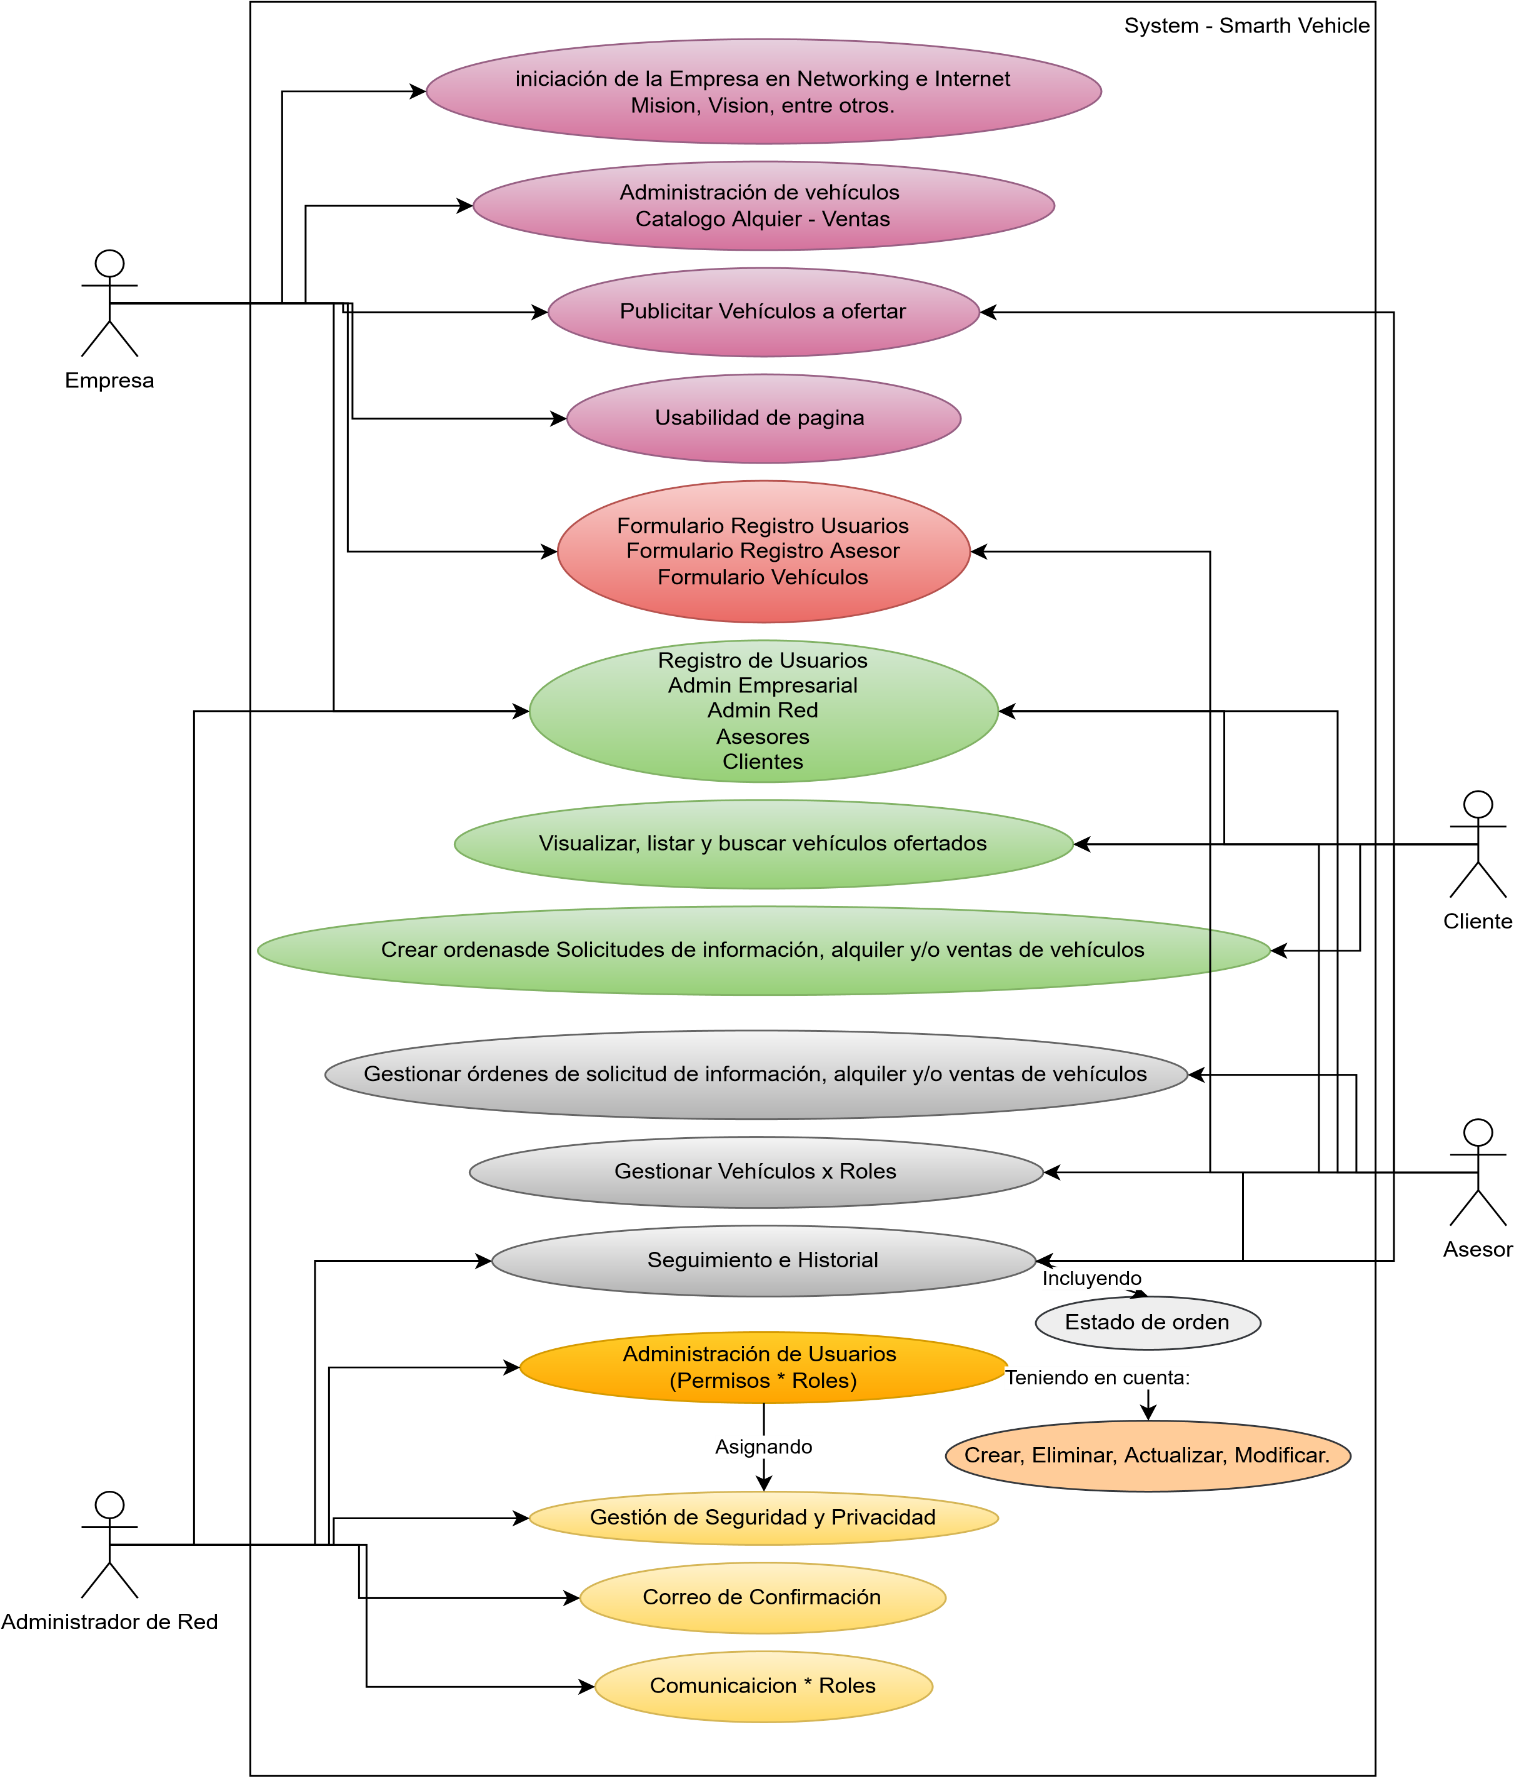 System - Smarth Vehicle
iniciación de la Empresa en Networking e Internet
Mision, Vision, entre otros.
Administración de vehículos
Catalogo Alquier - Ventas
Publicitar Vehículos a ofertar
Empresa
Usabilidad de pagina
Formulario Registro Usuarios
Formulario Registro Asesor
Formulario Vehículos
Registro de Usuarios
Admin Empresarial
Admin Red
Asesores
Clientes
Visualizar, listar y buscar vehículos ofertados
Cliente
Crear ordenasde Solicitudes de información, alquiler y/o ventas de vehículos
Gestionar órdenes de solicitud de información, alquiler y/o ventas de vehículos
Gestionar Vehículos x Roles
Asesor
Seguimiento e Historial
Incluyendo
Estado de orden
Administración de Usuarios
(Permisos * Roles)
Teniendo en cuenta:
Asignando
Crear, Eliminar, Actualizar, Modificar.
Gestión de Seguridad y Privacidad
Correo de Confirmación
Administrador de Red
Comunicaicion * Roles